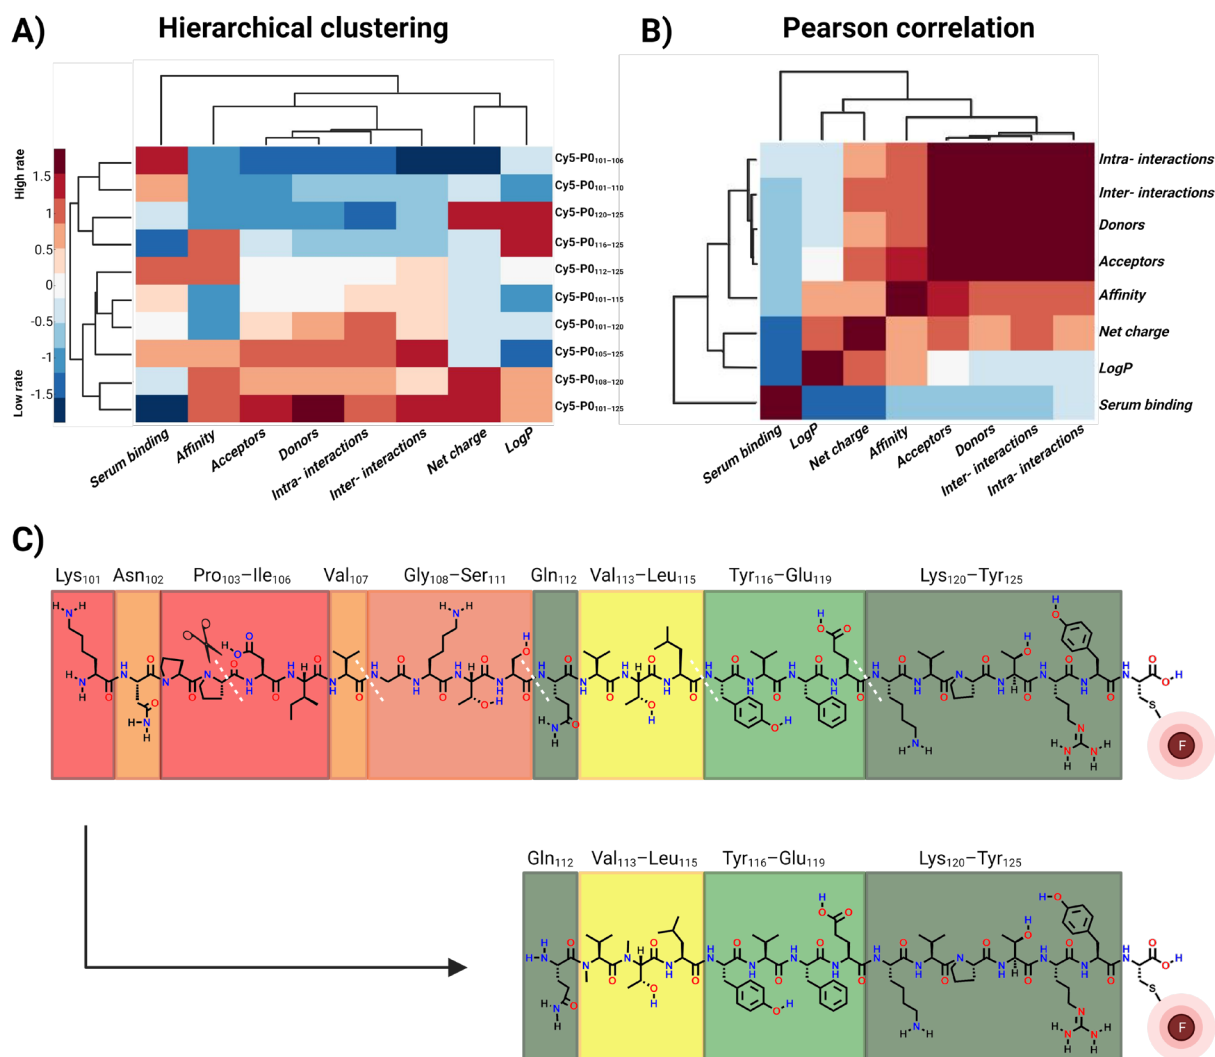 A)
Hierarchical clustering
High rate
1.5
1
0.5
0
-0.5
-1
-1.5
Low rate
Cy5-P0101–106
Cy5-P0101–110
Cy5-P0120–125
Cy5-P0116–125
Cy5-P0112–125
Cy5-P0101–115
Cy5-P0101–120
Cy5-P0105–125
Cy5-P0108–120
Cy5-P0101–125
Serum binding
Affinity
Acceptors
Donors
Intra- interactions
Inter- interactions
Net charge
LogP
B)
Pearson correlation
Intra- interactions
Inter- interactions
Donors
Acceptors
Affinity
Net charge
LogP
Serum binding
Serum binding
LogP
Net charge
Affinity
Acceptors
Donors
Inter- interactions
Intra- interactions
C)
Lys101 Asn102 Pro103–Ile106 Val107 Gly108–Ser111 Gln112 Val113–Leu115 Tyr116–Glu119 Lys120–Tyr125
F
Gln112 Val113–Leu115 Tyr116–Glu119 Lys120–Tyr125
F